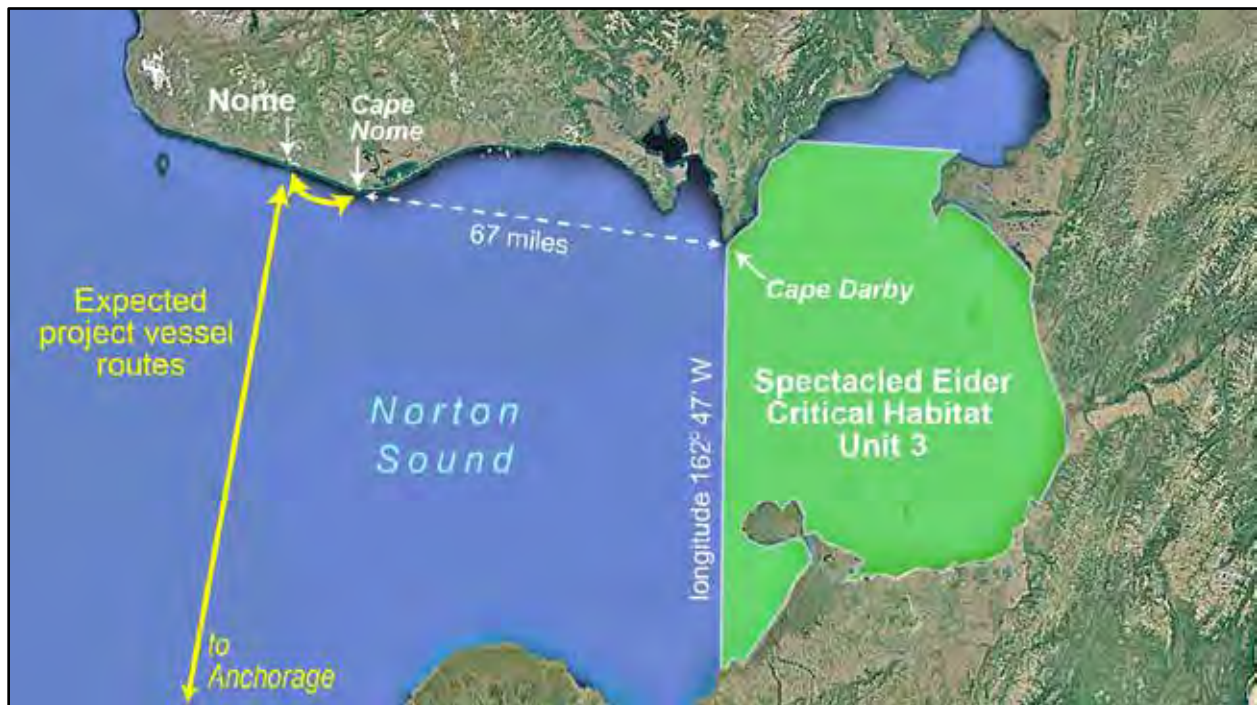 Nome
Cape
Nome
67 miles
Cape Darby
Expected
project vessel
routes
Norton
Sound
longitude 162° 47' W
Spectacled Eider
Critical Habitat
Unit 3
to
Anchorage